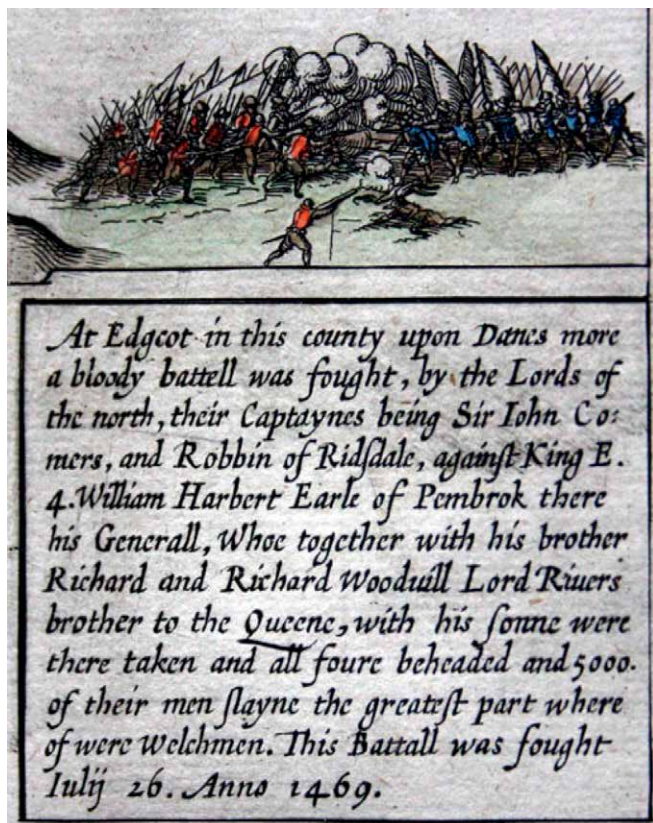 At Edgcot in this county upon Danes more
a bloody battell was fought, by the Lords of
the north, their Captaynes being Sir Iohn Co:
mers, and Robbin of Ridſdale, againſt King E.
4. William Harbert Earle of Pembrok there
his Generall, Whoe together with his brother
Richard and Richard Wooduill Lord Riuers
brother to the Queene, with his ſonne were
there taken and all foure beheaded and 5000.
of their men ſlayne the greateſt part where
of were Welchmen. This Battall was fought
Iulij 26. Anno 1469.